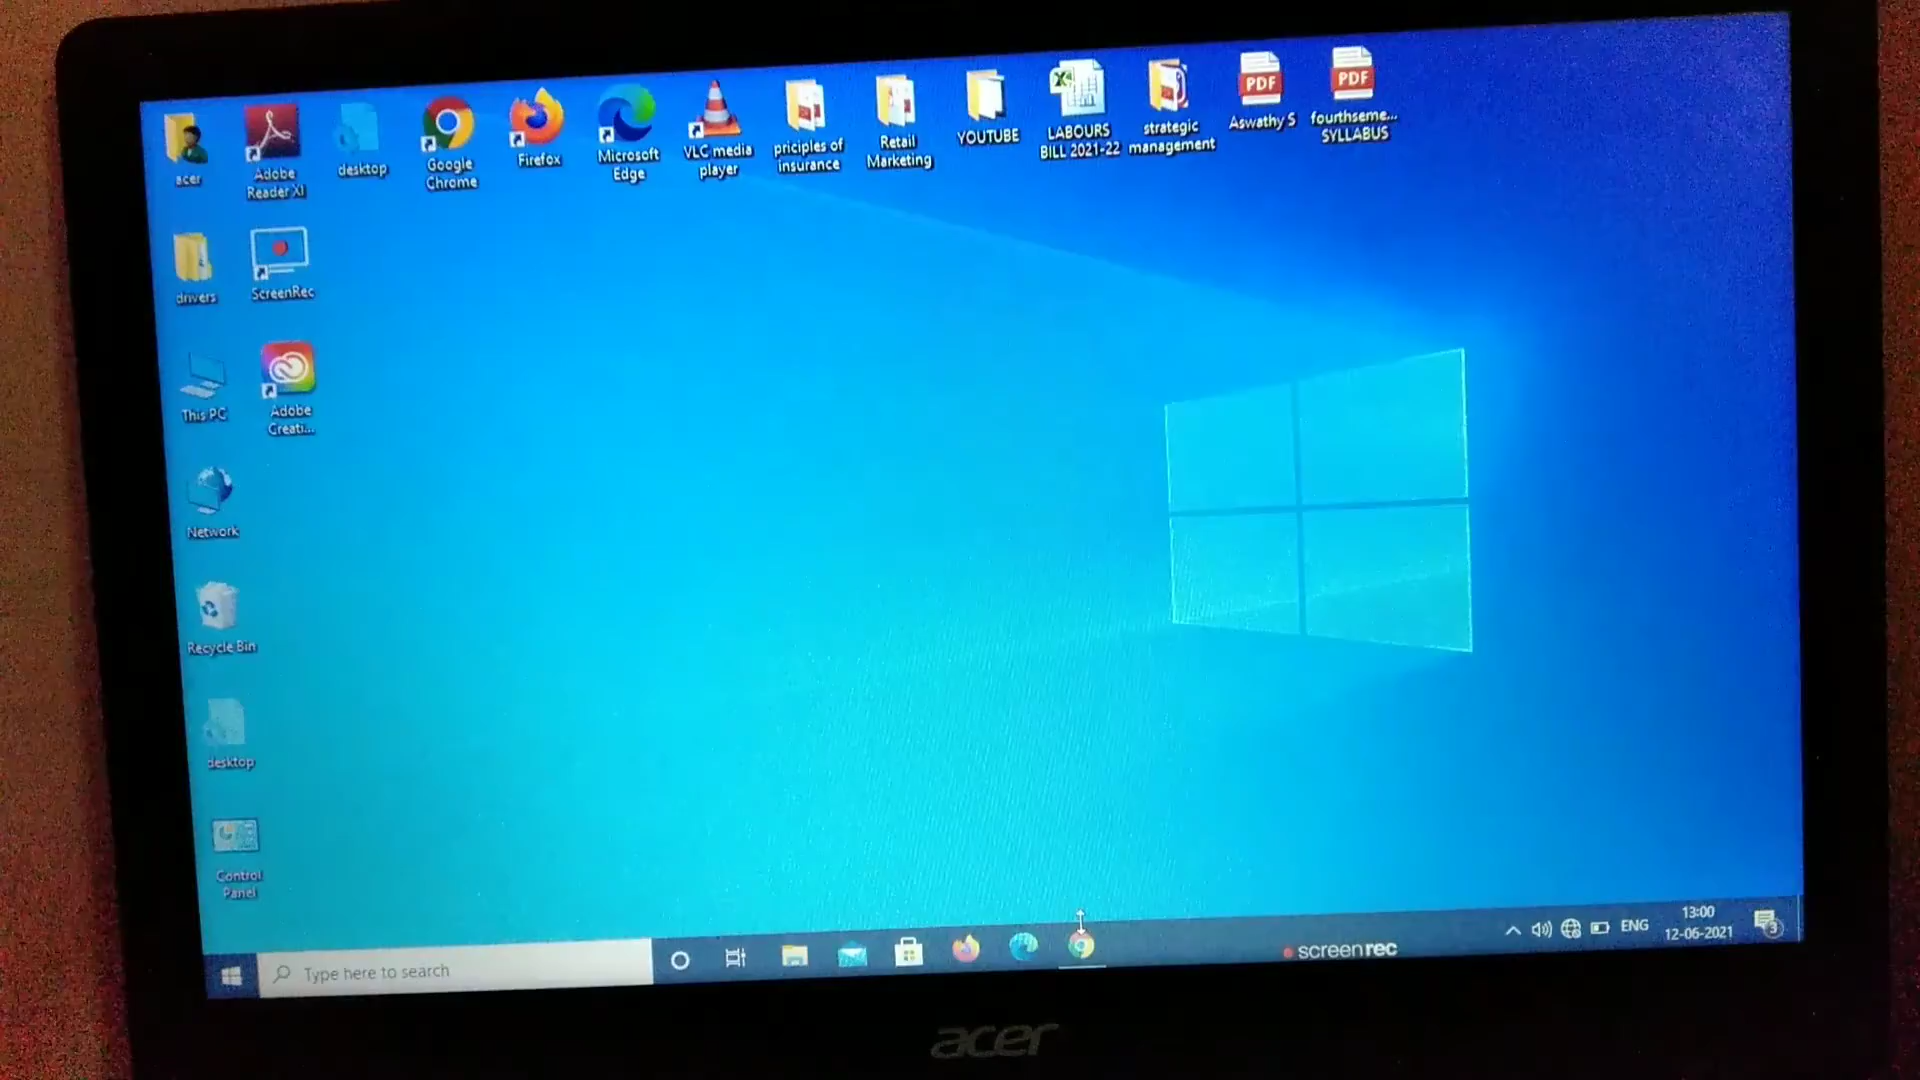 acer
Adobe
Reader XI
desktop
Google
Chrome
Firefox
Microsoft
Edge
VLC media
player
priciples of
insurance
Retail
Marketing
YOUTUBE
LABOURS
BILL 2021-22
strategic
management
PDF
Aswathy S
PDF
fourthseme...
SYLLABUS
drivers
ScreenRec
This PC
Adobe
Creati...
Network
Recycle Bin
desktop
Control
Panel
Type here to search
screenrec
ENG
13:00
12-06-2021
3
acer